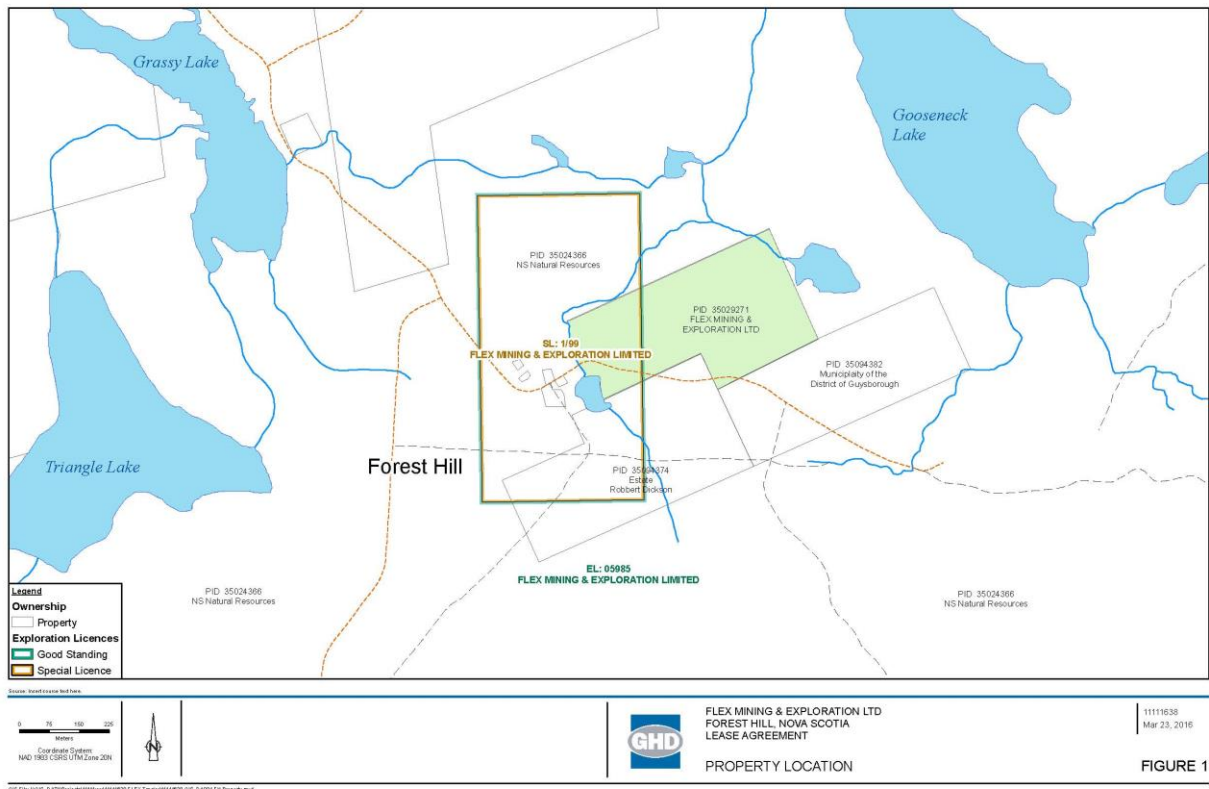 Grassy Lake
Gooseneck
Lake
PID 35024366
NS Natural Resources
PID 35029271
FLEX MINING &
EXPLORATION LTD
SL: 1/99
FLEX MINING & EXPLORATION LIMITED
PID 35094382
Municiplaity of the
District of Guysborough
Triangle Lake
Forest Hill
PID 35094374
Estate
Robbert Dickson
EL: 05985
FLEX MINING & EXPLORATION LIMITED
PID 35024366
NS Natural Resources
PID 35024366
NS Natural Resources
Legend
Ownership
Property
Exploration Licences
Good Standing
Special Licence
Source: Insert source text here.
0 75 150 225
Meters
Coordinate System:
NAD 1983 CSRS UTM Zone 20N
N
GHD
FLEX MINING & EXPLORATION LTD
FOREST HILL, NOVA SCOTIA
LEASE AGREEMENT
PROPERTY LOCATION
11111638
Mar 23, 2016
FIGURE 1